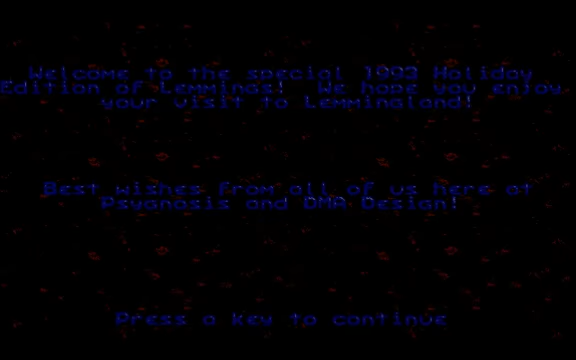 Welcome to the special 1993 Holiday
Edition of Lemmings!  We hope you enjoy
your visit to Lemmingland!
Best wishes from all of us here at
Psygnosis and DMA Design!
Press a key to continue